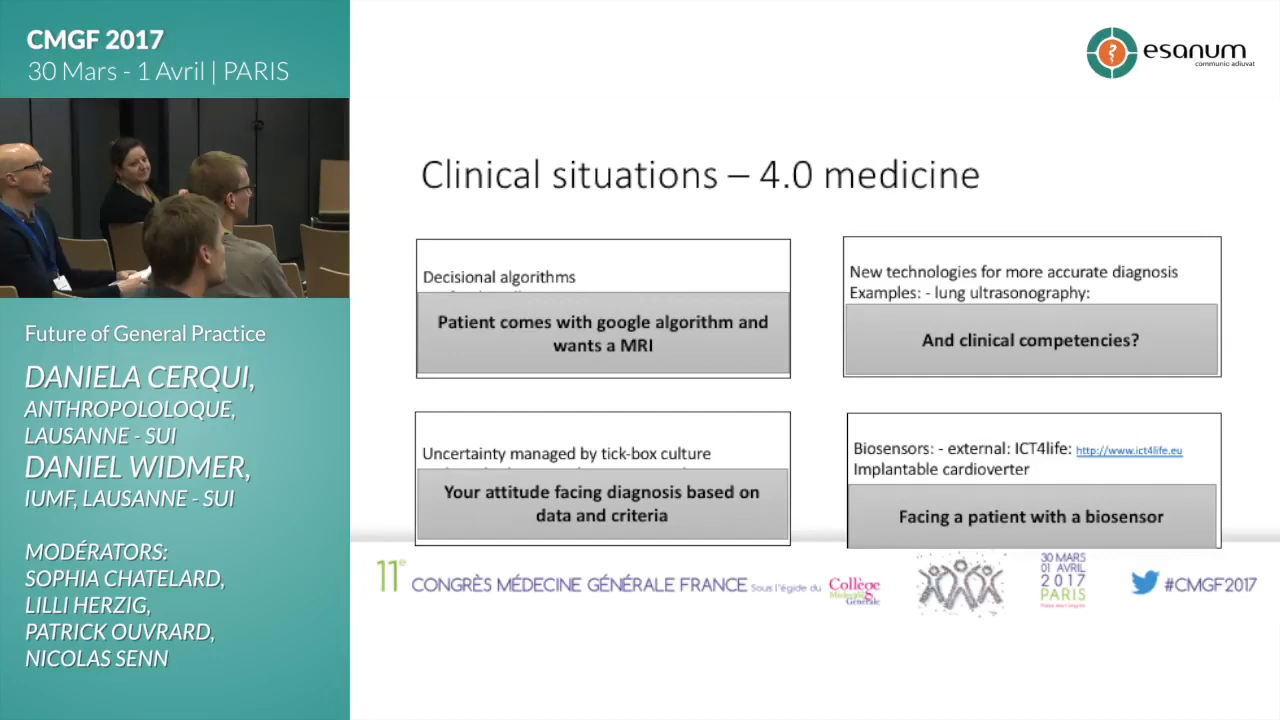 CMGF 2017
30 Mars - 1 Avril | PARIS
esanum
communio adiuvat
Clinical situations – 4.0 medicine
Decisional algorithms
Patient comes with google algorithm and
wants a MRI
New technologies for more accurate diagnosis
Examples: - lung ultrasonography:
And clinical competencies?
Uncertainty managed by tick-box culture
Your attitude facing diagnosis based on
data and criteria
Biosensors: - external: ICT4life: http://www.ict4life.eu
Implantable cardioverter
Facing a patient with a biosensor
Future of General Practice
DANIELA CERQUI,
ANTHROPOLOLOQUE,
LAUSANNE - SUI
DANIEL WIDMER,
IUMF, LAUSANNE - SUI
MODÉRATORS:
SOPHIA CHATELARD,
LILLI HERZIG,
PATRICK OUVRARD,
NICOLAS SENN
11e CONGRÈS MÉDECINE GÉNÉRALE FRANCE Sous l'égide du
Collège
Médecine
Générale
30 MARS
01 AVRIL
2017
PARIS
#CMGF2017